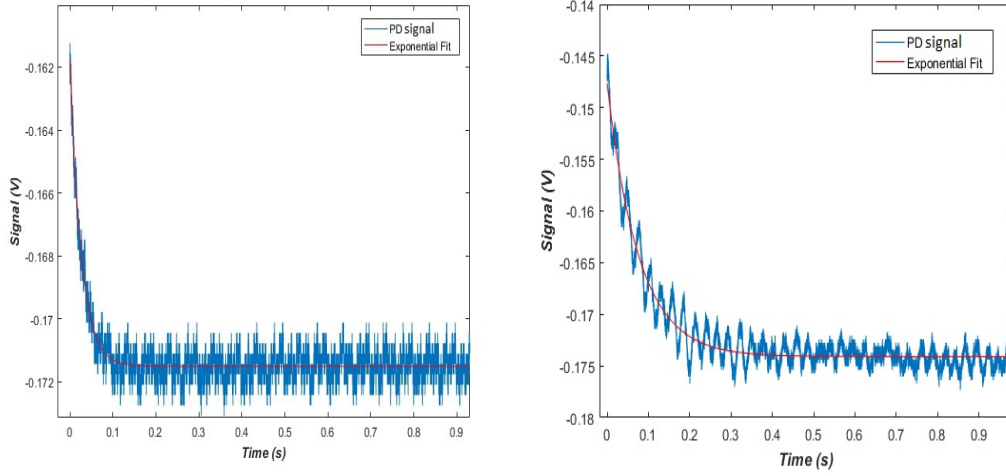 PD signal
Exponential Fit
-0.162
-0.164
-0.166
-0.168
-0.17
-0.172
Signal (V)
0 0.1 0.2 0.3 0.4 0.5 0.6 0.7 0.8 0.9
Time (s)
-0.14
PD signal
Exponential Fit
-0.145
-0.15
-0.155
-0.16
-0.165
-0.17
-0.175
-0.18
Signal (V)
0 0.1 0.2 0.3 0.4 0.5 0.6 0.7 0.8 0.9
Time (s)